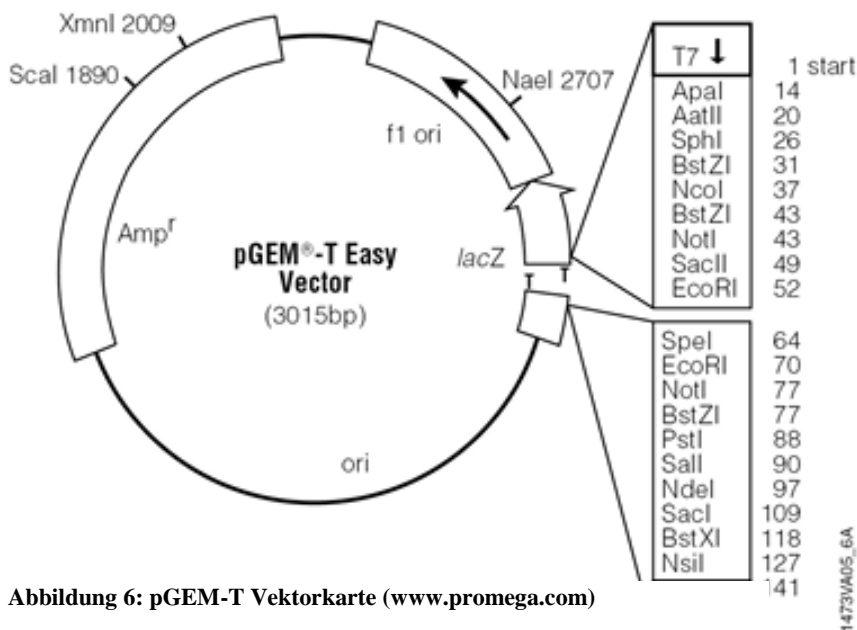 XmnI 2009
ScaI 1890
NaeI 2707
f1 ori
Ampr
pGEM®-T Easy
Vector
(3015bp)
lacZ
T T
ori
T7 ↓ 1 start
ApaI 14
AatII 20
SphI 26
BstZI 31
NcoI 37
BstZI 43
NotI 43
SacII 49
EcoRI 52
SpeI 64
EcoRI 70
NotI 77
BstZI 77
PstI 88
SalI 90
NdeI 97
SacI 109
BstXI 118
NsiI 127
141
1473VA05_6A
Abbildung 6: pGEM-T Vektorkarte (www.promega.com)